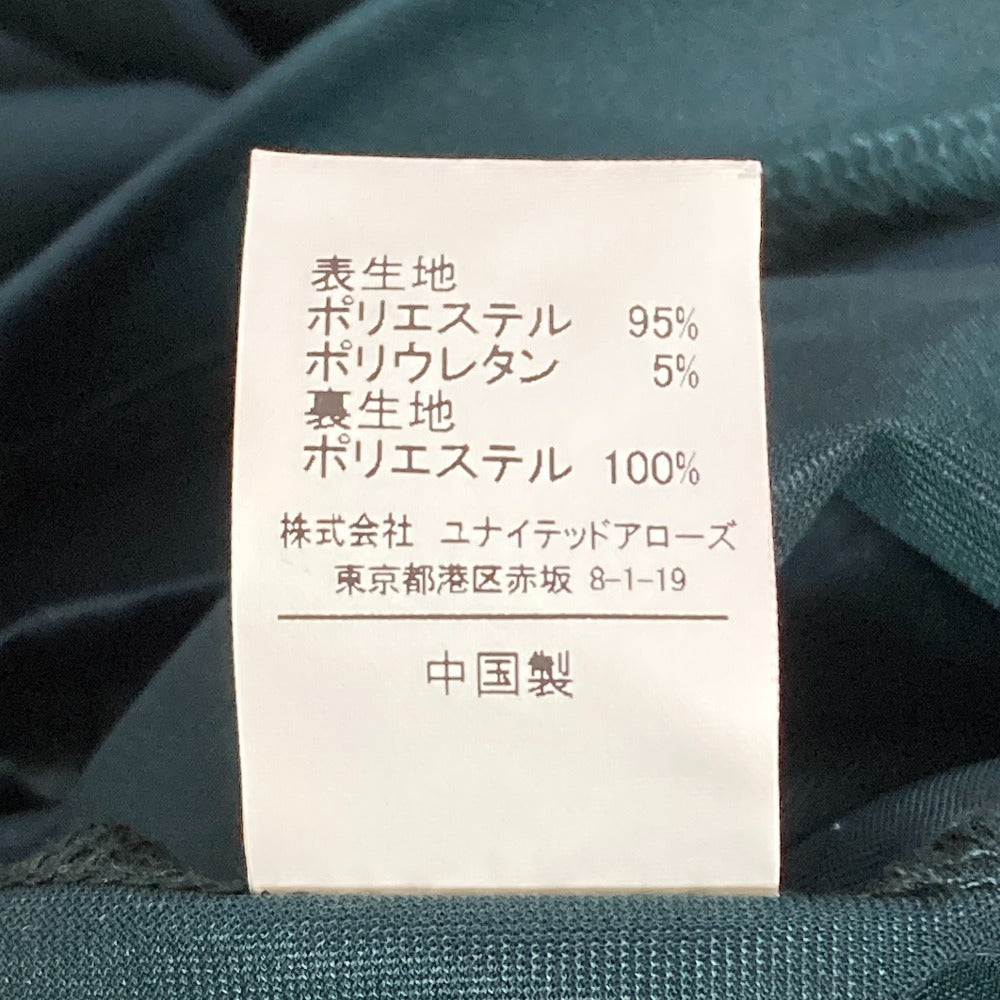 表生地
ポリエステル 95%
ポリウレタン 5%
裏生地
ポリエステル 100%
株式会社 ユナイテッドアローズ
東京都港区赤坂 8-1-19
中国製